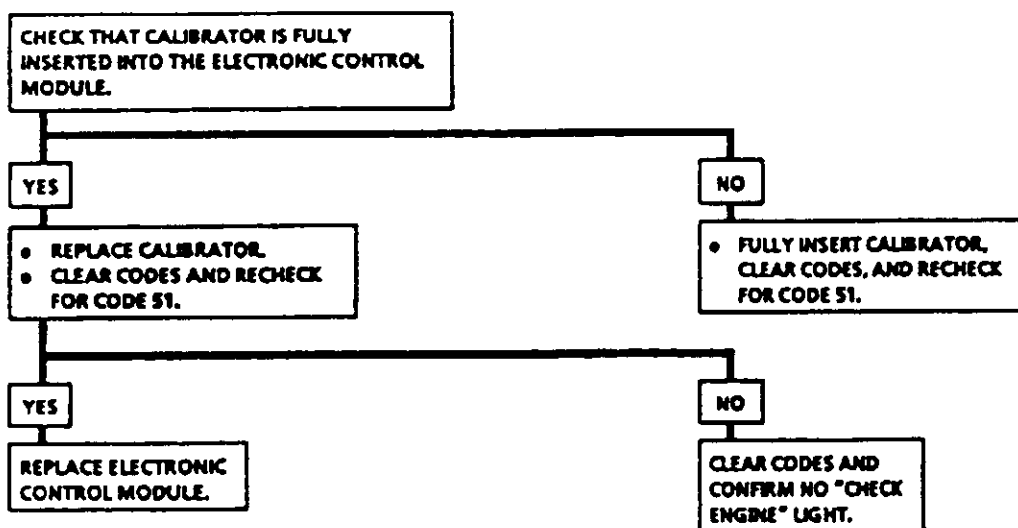 CHECK THAT CALIBRATOR IS FULLY
INSERTED INTO THE ELECTRONIC CONTROL
MODULE.
YES
NO
• REPLACE CALIBRATOR.
• CLEAR CODES AND RECHECK
FOR CODE 51.
• FULLY INSERT CALIBRATOR,
CLEAR CODES, AND RECHECK
FOR CODE 51.
YES
NO
REPLACE ELECTRONIC
CONTROL MODULE.
CLEAR CODES AND
CONFIRM NO "CHECK
ENGINE" LIGHT.